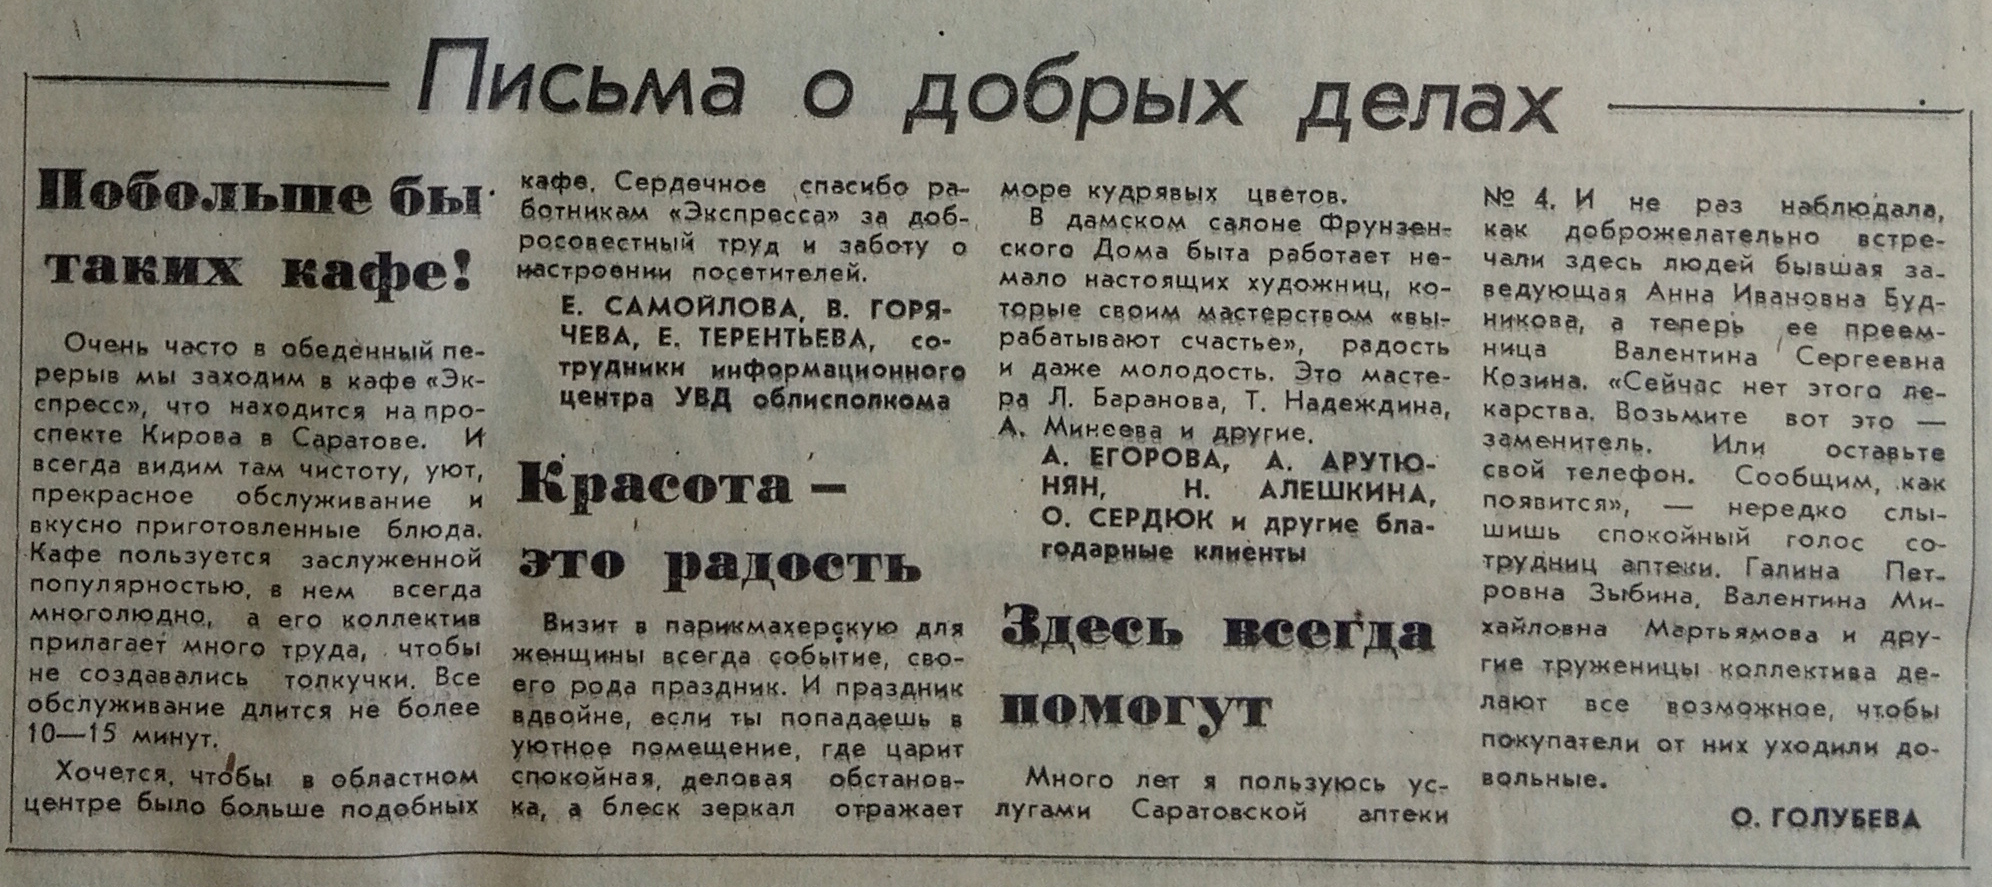 Письма о добрых делах
Побольше бы
таких кафе!
Очень часто в обеденный пе-
рерыв мы заходим в кафе «Эк-
спресс», что находится на про-
спекте Кирова в Саратове. И
всегда видим там чистоту, уют,
прекрасное обслуживание и
вкусно приготовленные блюда.
Кафе пользуется заслуженной
популярностью, в нем всегда
многолюдно, а его коллектив
прилагает много труда, чтобы
не создавались толкучки. Все
обслуживание длится не более
10—15 минут.
Хочется, чтобы в областном
центре было больше подобных
кафе. Сердечное спасибо ра-
ботникам «Экспресса» за доб-
росовестный труд и заботу о
настроении посетителей.
Е. САМОЙЛОВА, В. ГОРЯ-
ЧЕВА, Е. ТЕРЕНТЬЕВА, со-
трудники информационного
центра УВД облисполкома
Красота —
это радость
Визит в парикмахерскую для
женщины всегда событие, сво-
его рода праздник. И праздник
вдвойне, если ты попадаешь в
уютное помещение, где царит
спокойная, деловая обстанов-
ка, а блеск зеркал отражает
море кудрявых цветов.
В дамском салоне Фрунзен-
ского Дома быта работает не-
мало настоящих художниц, ко-
торые своим мастерством «вы-
рабатывают счастье», радость
и даже молодость. Это масте-
ра Л. Баранова, Т. Надеждина,
А. Минеева и другие.
А. ЕГОРОВА, А. АРУТЮ-
НЯН, Н. АЛЕШКИНА,
О. СЕРДЮК и другие бла-
годарные клиенты
Здесь всегда
помогут
Много лет я пользуюсь ус-
лугами Саратовской аптеки
№ 4. И не раз наблюдала,
как доброжелательно встре-
чали здесь людей бывшая за-
ведующая Анна Ивановна Буд-
никова, а теперь ее преем-
ница Валентина Сергеевна
Козина. «Сейчас нет этого ле-
карства. Возьмите вот это —
заменитель. Или оставьте
свой телефон. Сообщим, как
появится», — нередко слы-
шишь спокойный голос со-
трудниц аптеки. Галина Пет-
ровна Зыбина, Валентина Ми-
хайловна Мартьямова и дру-
гие труженицы коллектива де-
лают все возможное, чтобы
покупатели от них уходили до-
вольные.
О. ГОЛУБЕВА